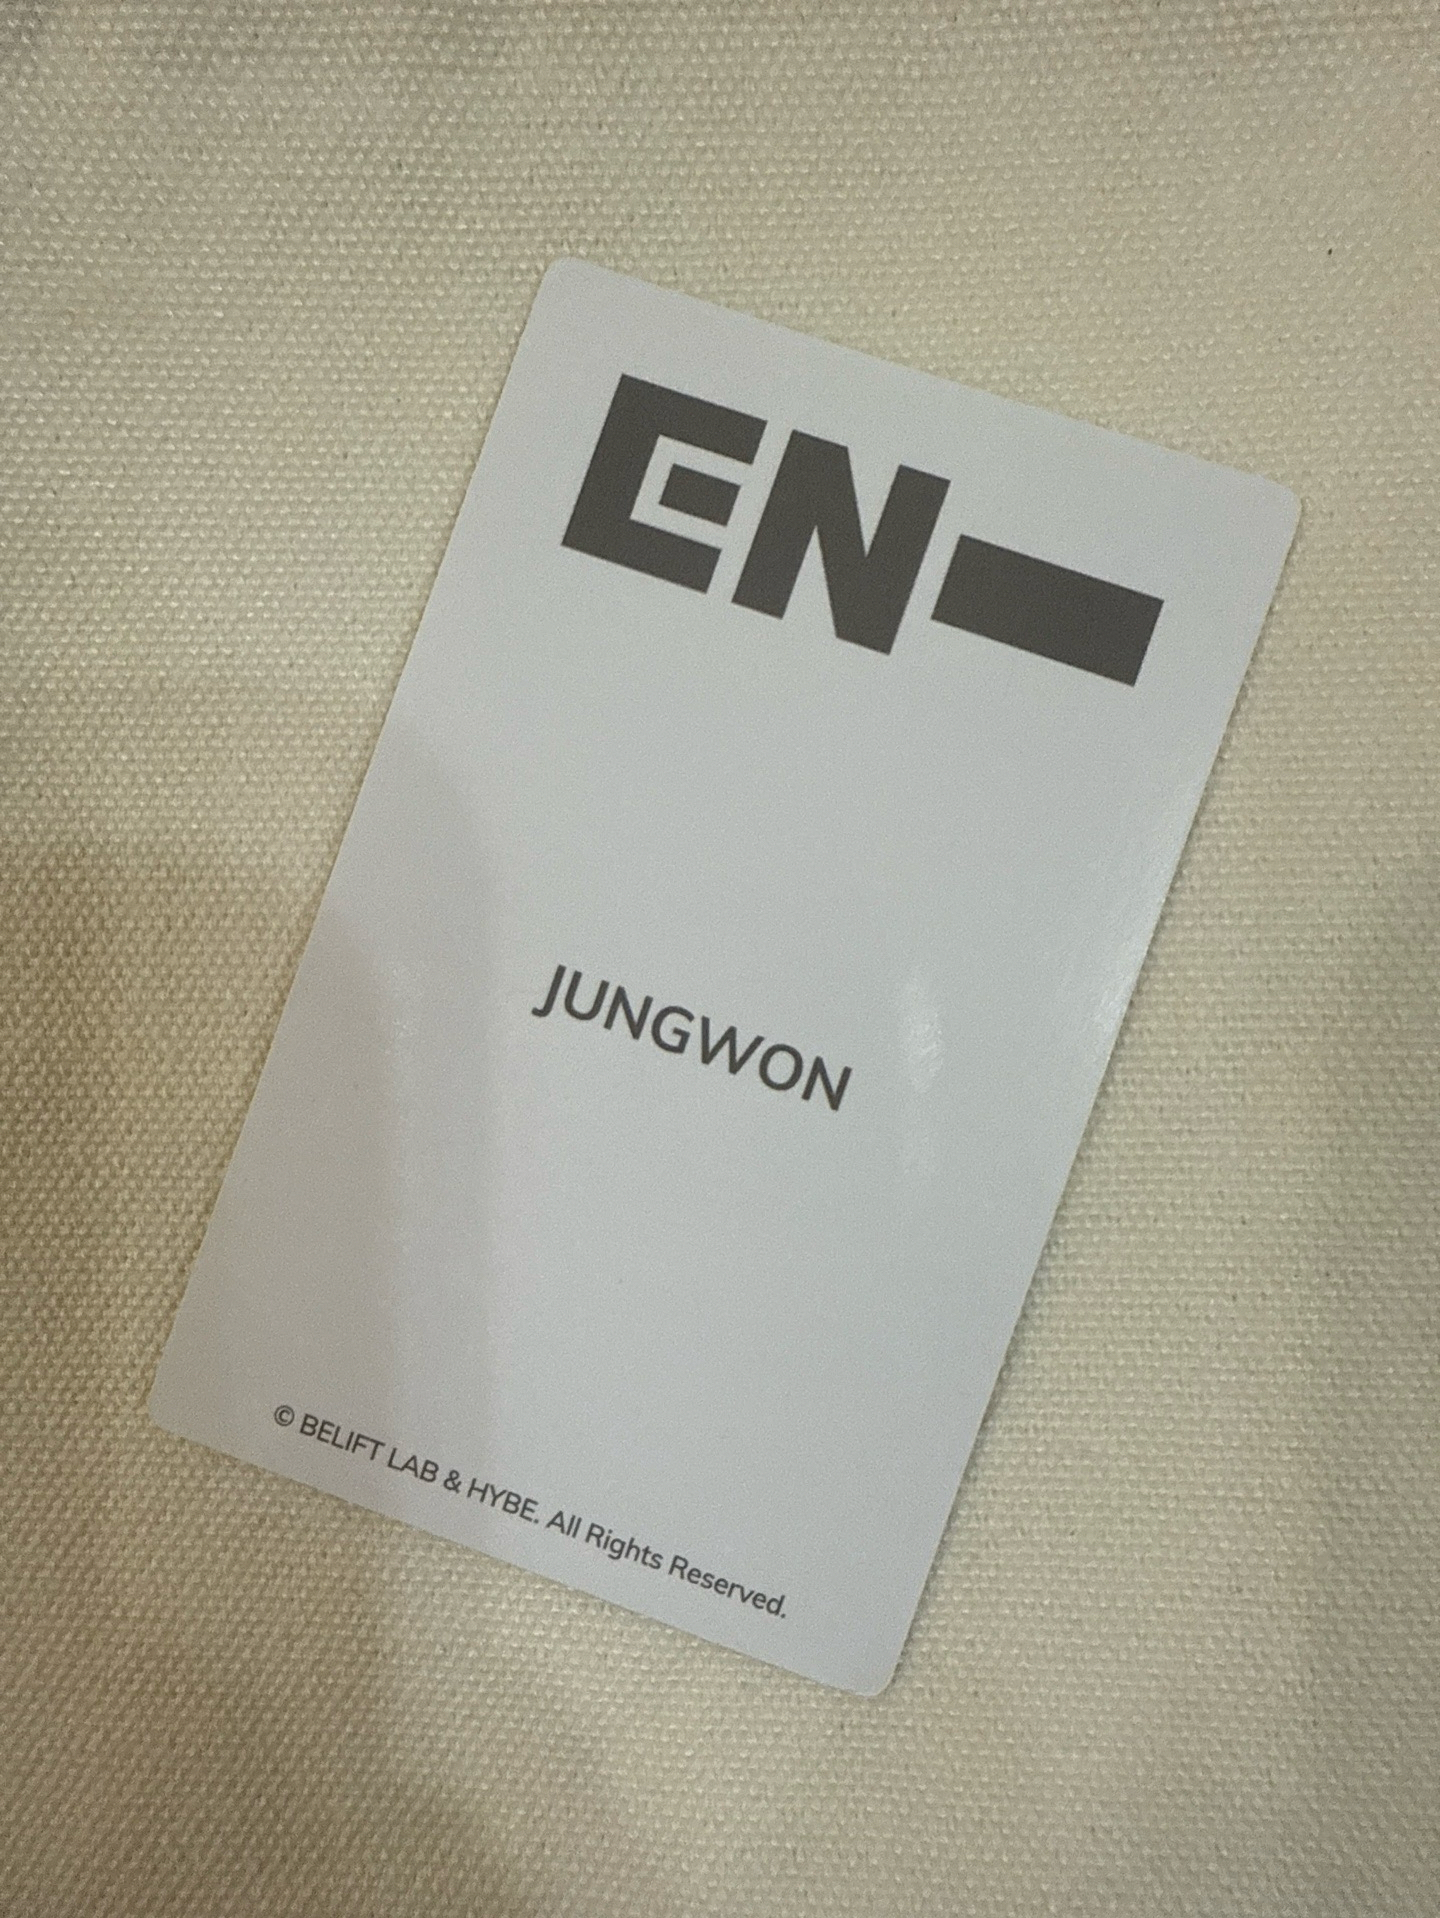 EN-
JUNGWON
© BELIFT LAB & HYBE. All Rights Reserved.